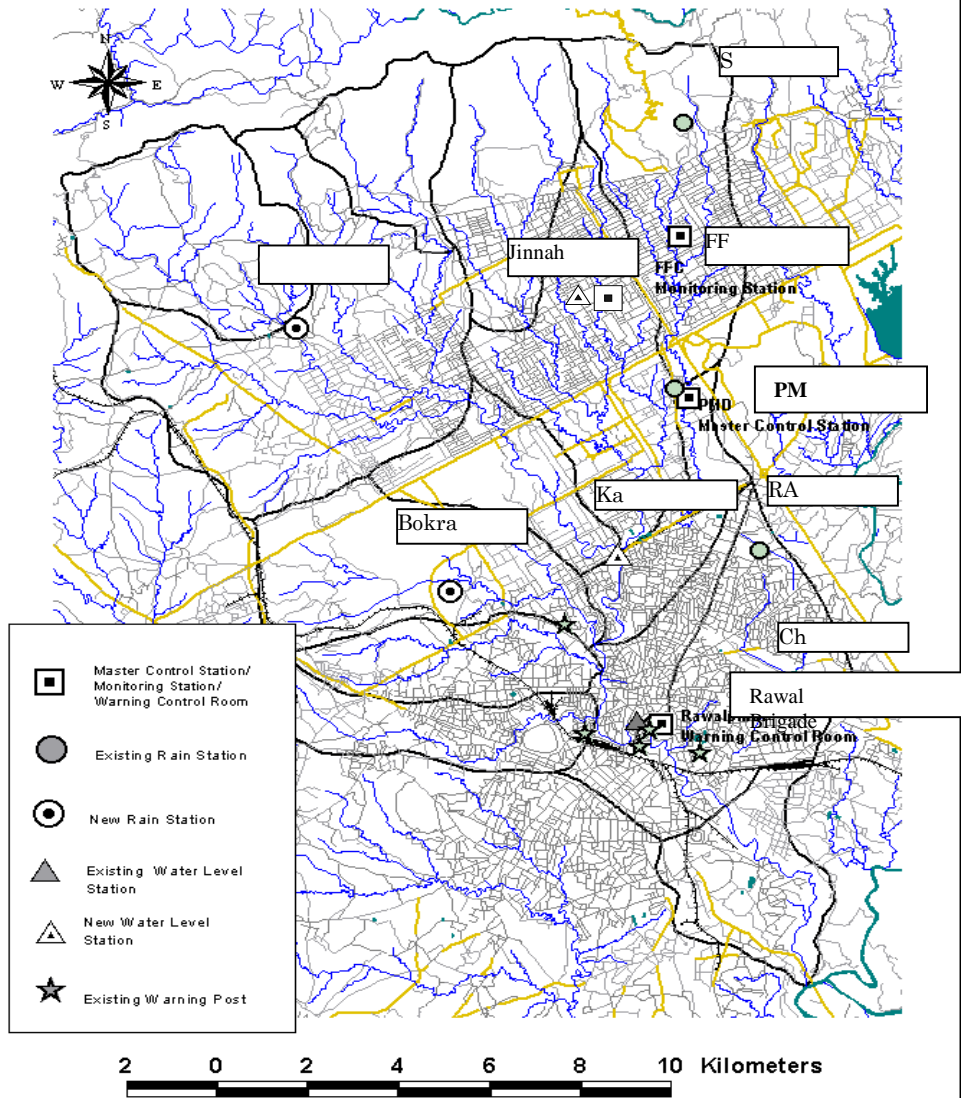 N
W E
S
S
Jinnah
FF
FFC
Monitoring Station
PM
PMD
Master Control Station
Ka
RA
Bokra
Ch
Rawal
Brigade
Warning Control Room
Master Control Station/
Monitoring Station/
Warning Control Room
Existing Rain Station
New Rain Station
Existing Water Level
Station
New Water Level
Station
Existing Warning Post
2 0 2 4 6 8 10 Kilometers